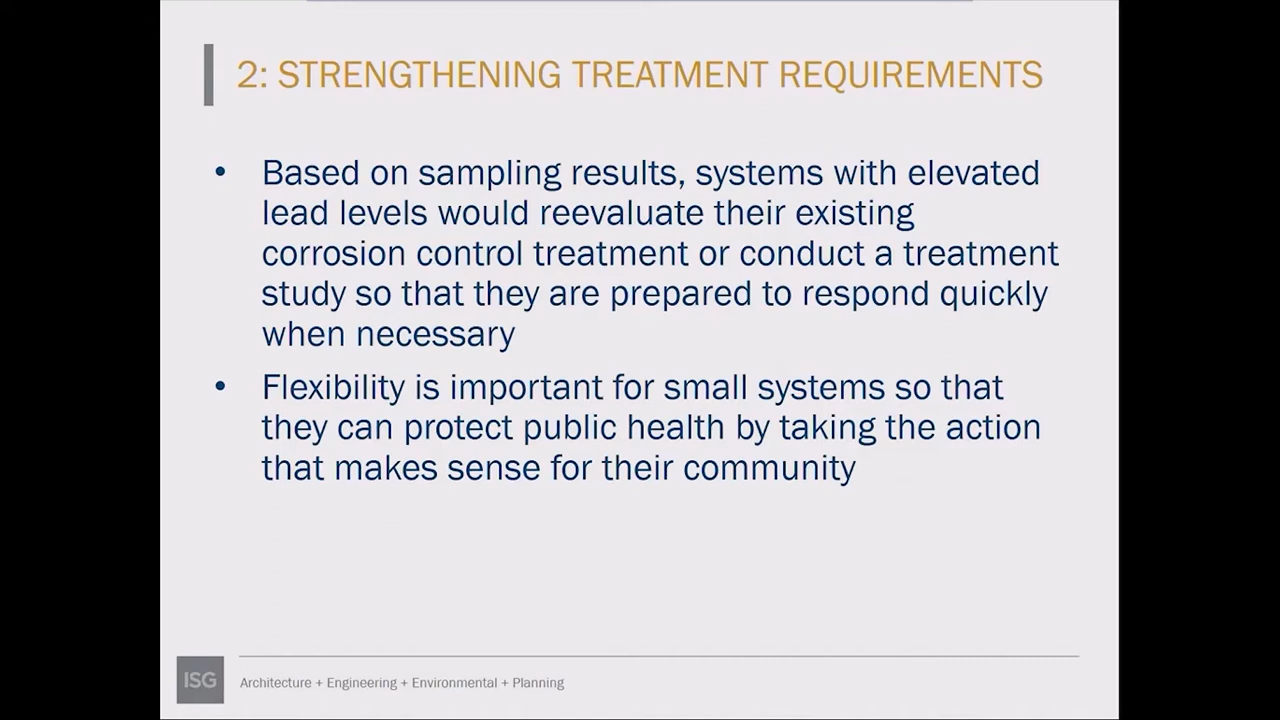 2: STRENGTHENING TREATMENT REQUIREMENTS
• Based on sampling results, systems with elevated
lead levels would reevaluate their existing
corrosion control treatment or conduct a treatment
study so that they are prepared to respond quickly
when necessary
• Flexibility is important for small systems so that
they can protect public health by taking the action
that makes sense for their community
ISG
Architecture + Engineering + Environmental + Planning